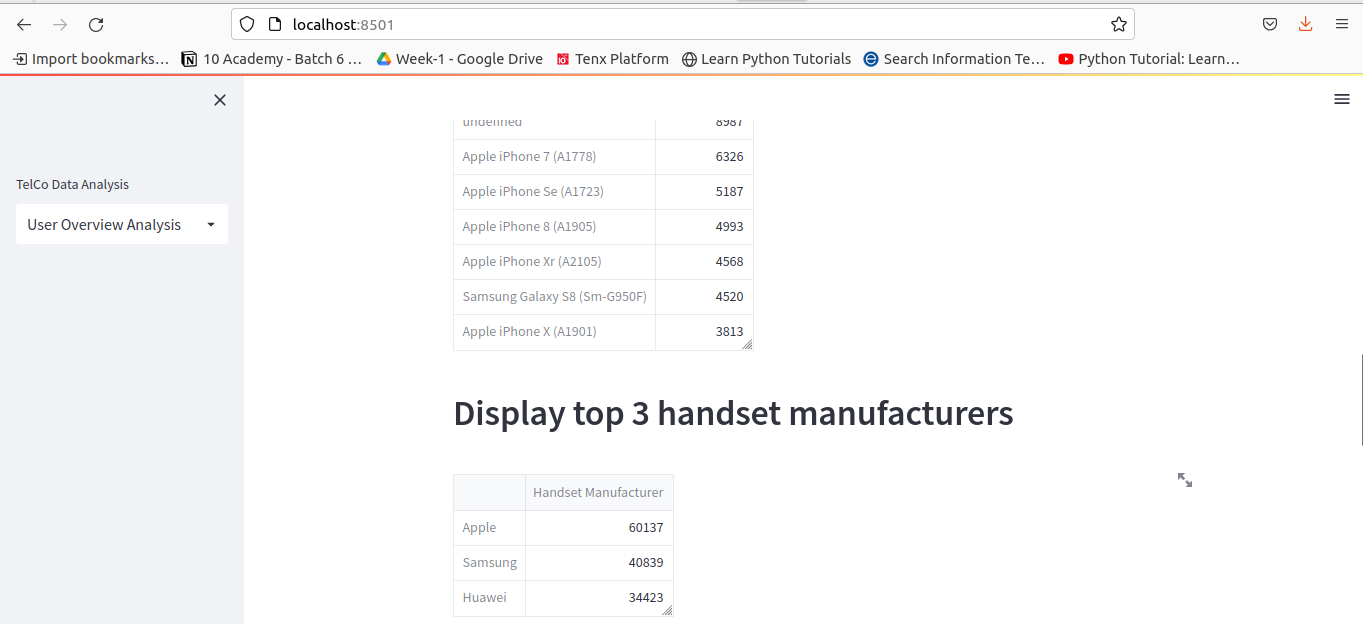 localhost:8501
Import bookmarks... 10 Academy - Batch 6 ... Week-1 - Google Drive Tenx Platform Learn Python Tutorials Search Information Te... Python Tutorial: Learn...
TelCo Data Analysis
User Overview Analysis
undefined 8987
Apple iPhone 7 (A1778) 6326
Apple iPhone Se (A1723) 5187
Apple iPhone 8 (A1905) 4993
Apple iPhone Xr (A2105) 4568
Samsung Galaxy S8 (Sm-G950F) 4520
Apple iPhone X (A1901) 3813
Display top 3 handset manufacturers
Handset Manufacturer
Apple 60137
Samsung 40839
Huawei 34423